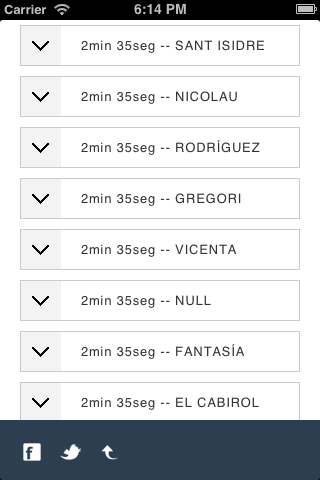 Carrier 6:14 PM
2min 35seg -- SANT ISIDRE
2min 35seg -- NICOLAU
2min 35seg -- RODRÍGUEZ
2min 35seg -- GREGORI
2min 35seg -- VICENTA
2min 35seg -- NULL
2min 35seg -- FANTASÍA
2min 35seg -- EL CABIROL